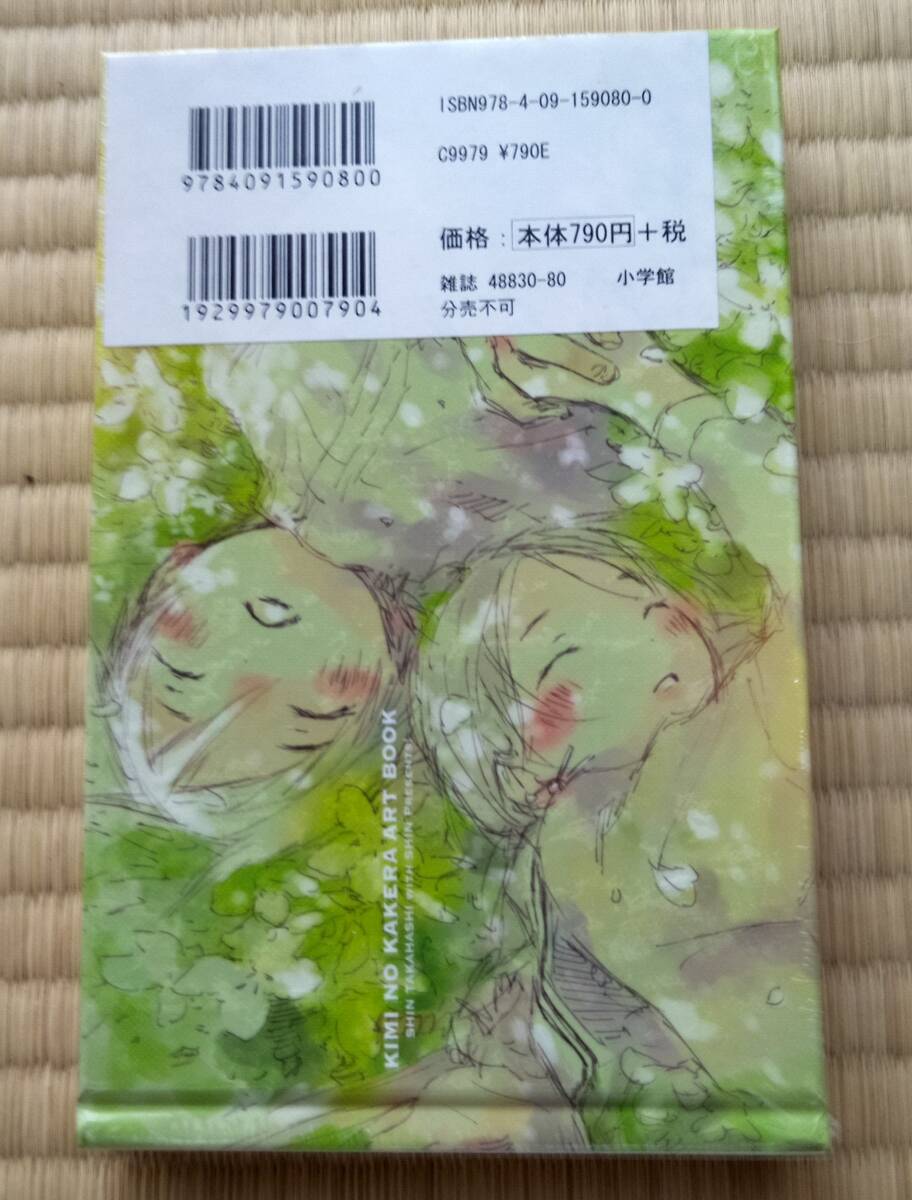 ISBN978-4-09-159080-0
9784091590800
C9979 ¥790E
価格：本体790円＋税
1929979007904
雑誌 48830-80 小学館
分売不可
KIMI NO KAKERA ART BOOK
SHIN TAKAHASHI WITH SHIN PRESENTS